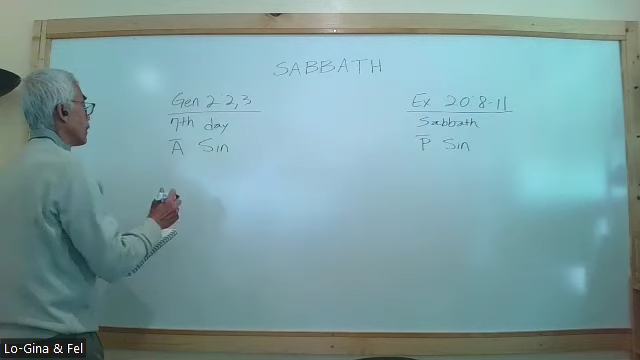 SABBATH
Gen 2:2,3
7th day
Ā Sin
Ex 20:8-11
Sabbath
P̄ Sin
Lo-Gina & Fel